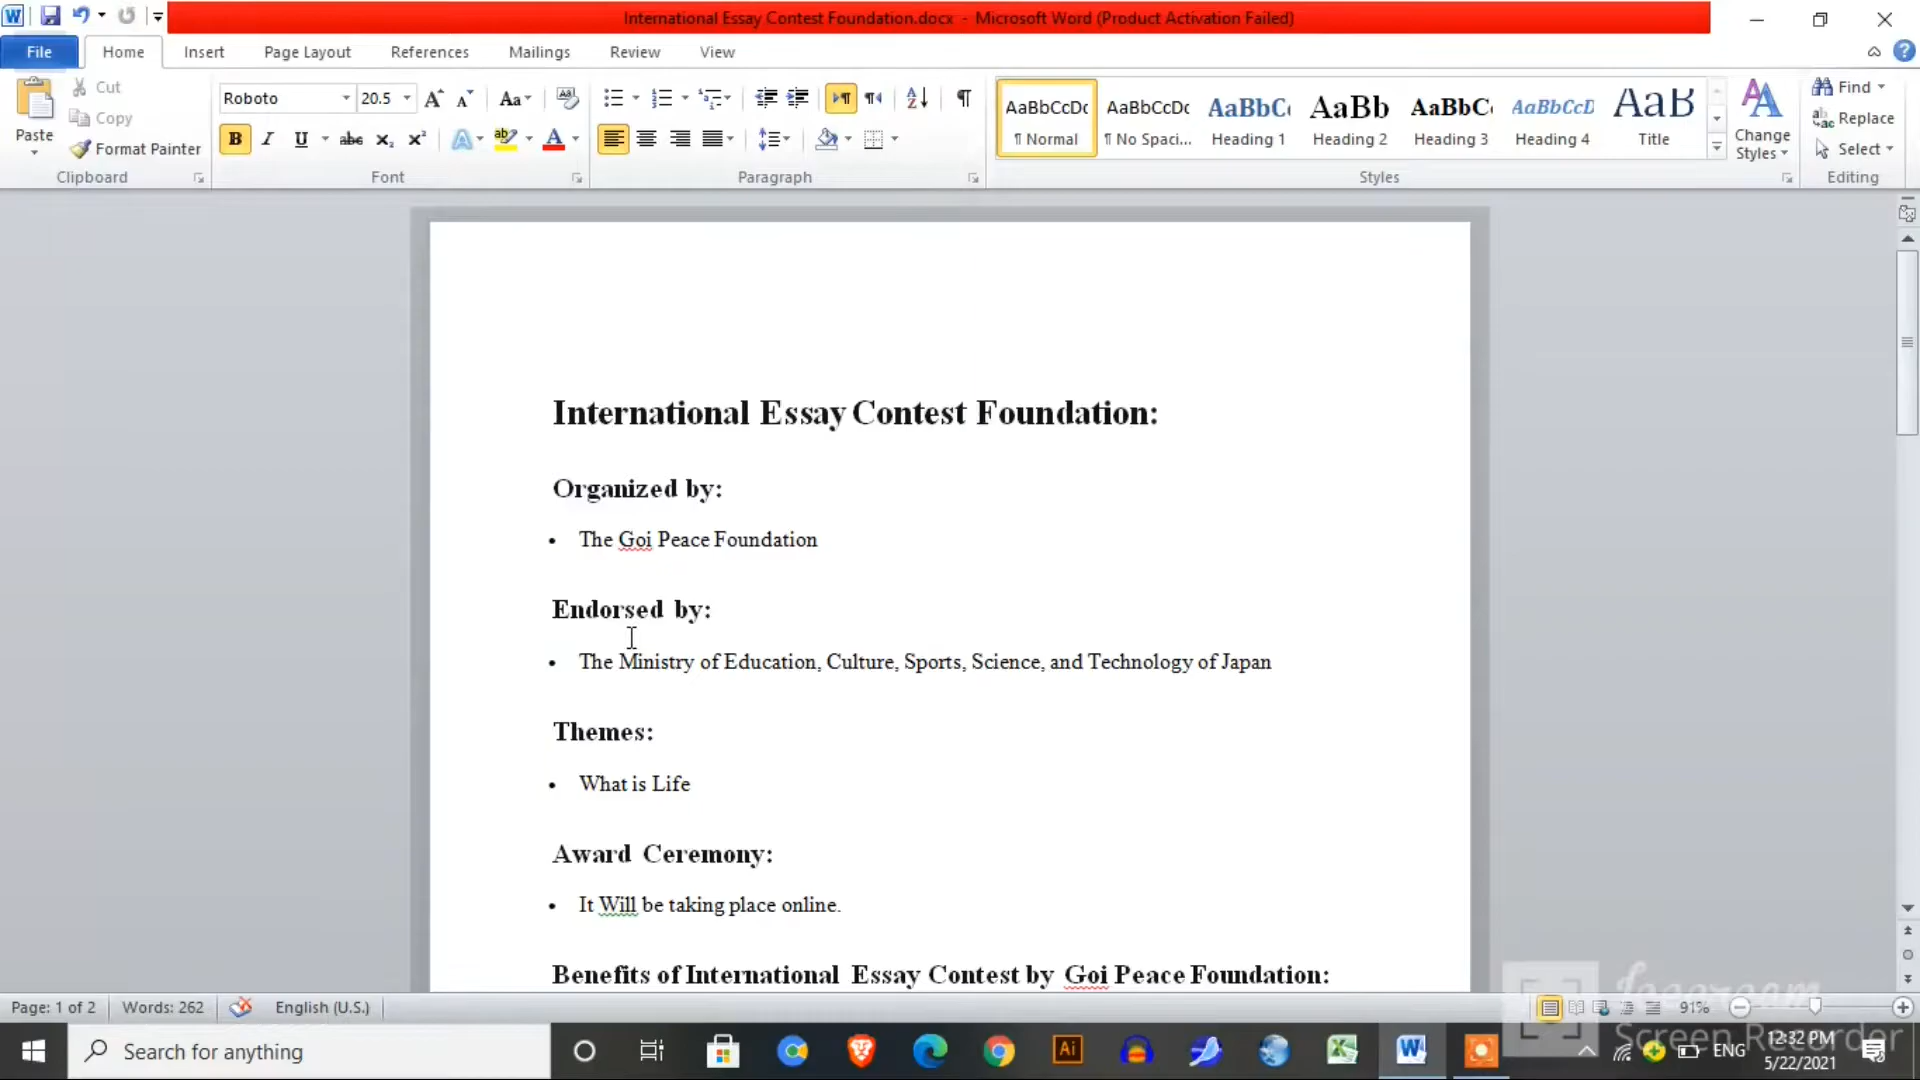 International Essay Contest Foundation.docx - Microsoft Word (Product Activation Failed)
File Home Insert Page Layout References Mailings Review View
Paste
Cut
Copy
Format Painter
Clipboard
Roboto 20.5
Font
Paragraph
AaBbCcDc AaBbCcDc AaBbC( AaBb AaBbC( AaBbCcD AaB
¶ Normal ¶ No Spaci... Heading 1 Heading 2 Heading 3 Heading 4 Title
Change Styles
Styles
Find
Replace
Select
Editing
International Essay Contest Foundation:
Organized by:
• The Goi Peace Foundation
Endorsed by:
• The Ministry of Education, Culture, Sports, Science, and Technology of Japan
Themes:
• What is Life
Award Ceremony:
• It Will be taking place online.
Benefits of International Essay Contest by Goi Peace Foundation:
Page: 1 of 2 Words: 262 English (U.S.) 91%
Icecream
Screen Recorder
Search for anything
Ai
ENG
12:32 PM
5/22/2021